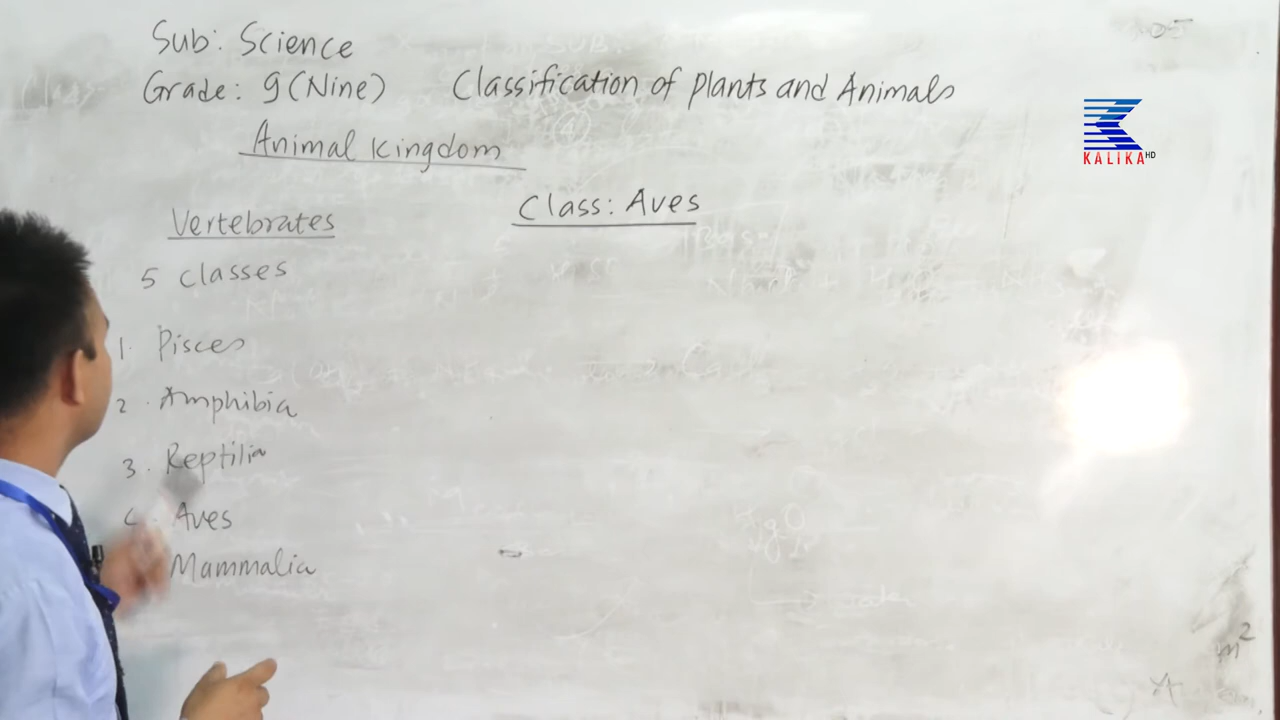 Sub: Science
Grade: 9 (Nine) Classification of Plants and Animals
Animal Kingdom
Class: Aves
Vertebrates
5 classes
1. Pisces
2. Amphibia
3. Reptilia
Aves
Mammalia
KALIKA HD
m²